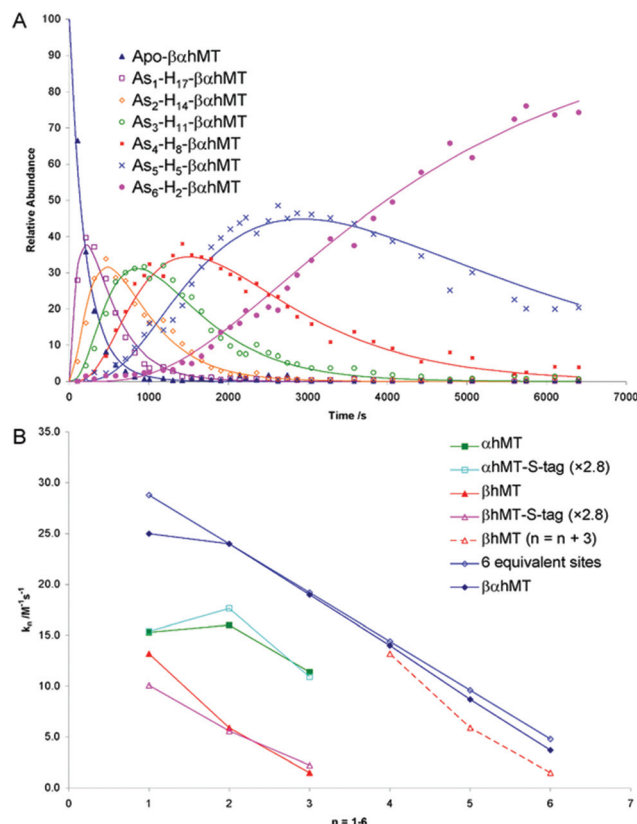 A
100
90
80
70
60
50
40
30
20
10
0
Relative Abundance
Apo-βαhMT
As₁-H₁₇-βαhMT
As₂-H₁₄-βαhMT
As₃-H₁₁-βαhMT
As₄-H₈-βαhMT
As₅-H₅-βαhMT
As₆-H₂-βαhMT
0 1000 2000 3000 4000 5000 6000 7000
Time /s
B
35.0
30.0
25.0
20.0
15.0
10.0
5.0
0.0
kₙ /M⁻¹s⁻¹
αhMT
αhMT-S-tag (×2.8)
βhMT
βhMT-S-tag (×2.8)
βhMT (n = n + 3)
6 equivalent sites
βαhMT
0 1 2 3 4 5 6 7
n = 1-6